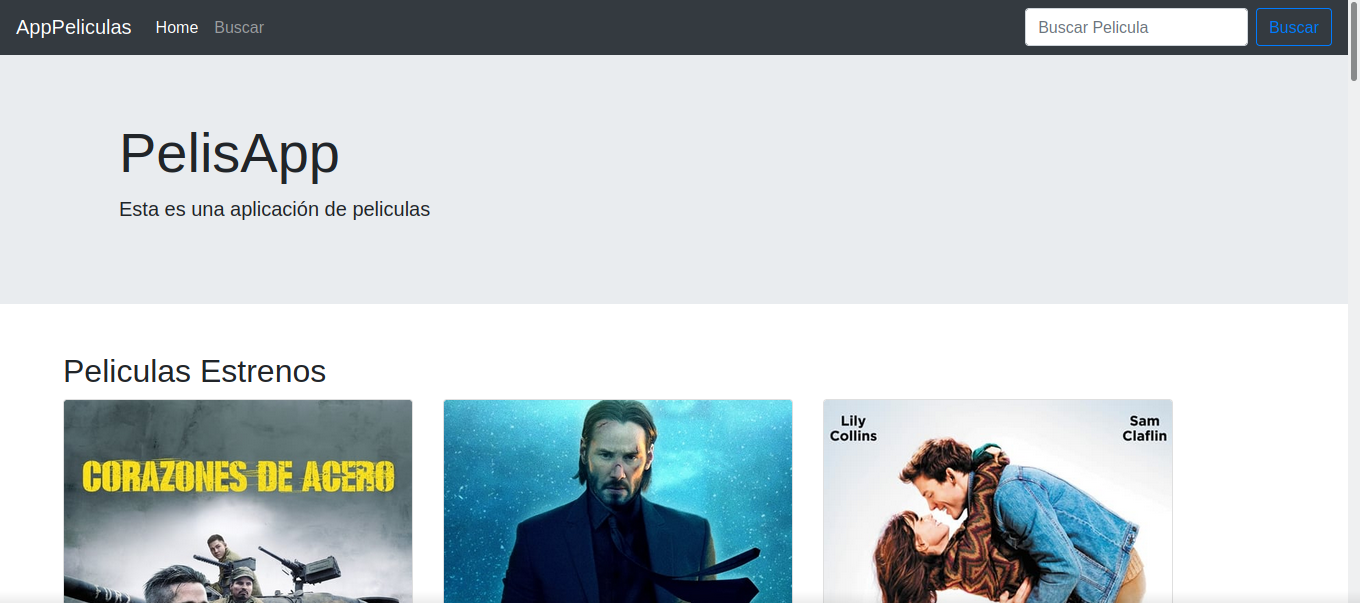 AppPeliculas Home Buscar Buscar Pelicula Buscar
PelisApp
Esta es una aplicación de peliculas
Peliculas Estrenos
CORAZONES DE ACERO
Lily Collins
Sam Claflin
FURY